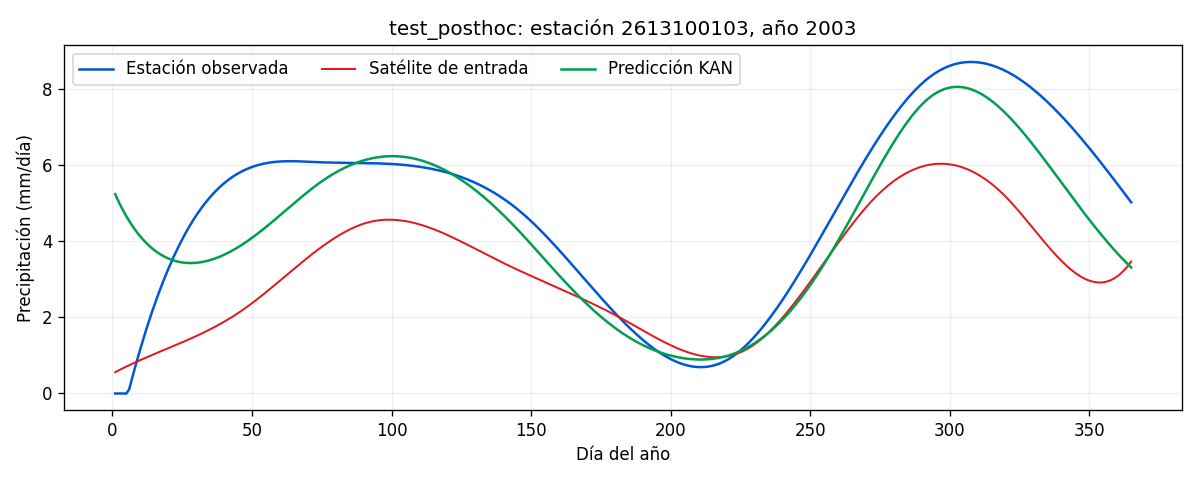 test_posthoc: estación 2613100103, año 2003
Estación observada
Satélite de entrada
Predicción KAN
Precipitación (mm/día)
8
6
4
2
0
0 50 100 150 200 250 300 350
Día del año